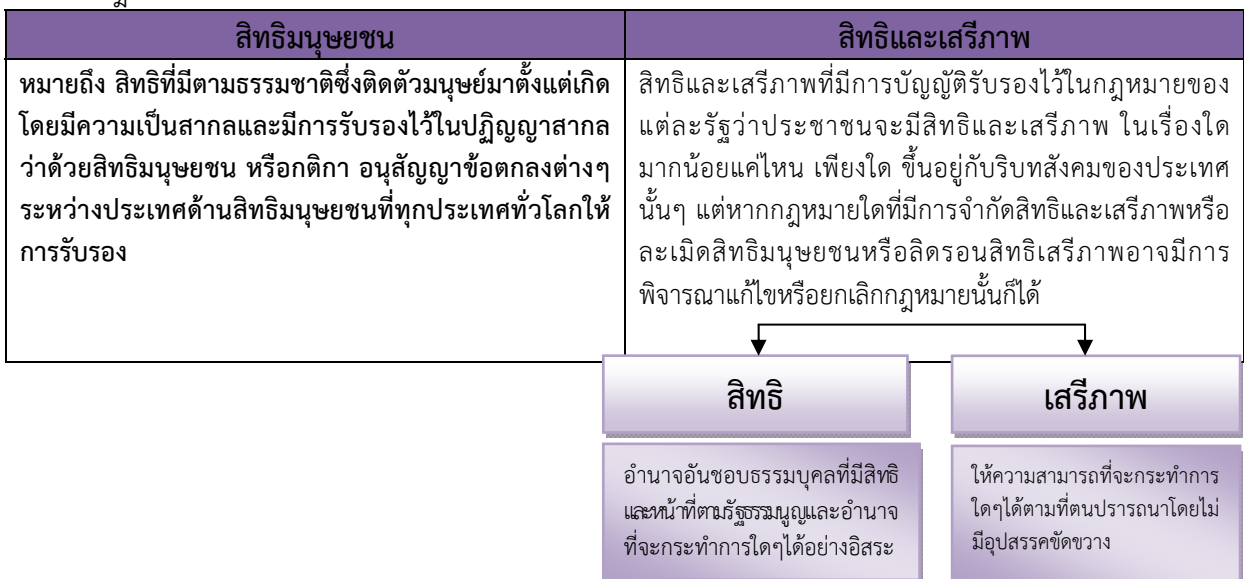 สิทธิมนุษยชน
สิทธิและเสรีภาพ
หมายถึง สิทธิที่มีตามธรรมชาติซึ่งติดตัวมนุษย์มาตั้งแต่เกิด
โดยมีความเป็นสากลและมีการรับรองไว้ในปฏิญญาสากล
ว่าด้วยสิทธิมนุษยชน หรือกติกา อนุสัญญาข้อตกลงต่างๆ
ระหว่างประเทศด้านสิทธิมนุษยชนที่ทุกประเทศทั่วโลกให้
การรับรอง
สิทธิและเสรีภาพที่มีการบัญญัติรับรองไว้ในกฎหมายของ
แต่ละรัฐว่าประชาชนจะมีสิทธิและเสรีภาพ ในเรื่องใด
มากน้อยแค่ไหน เพียงใด ขึ้นอยู่กับริบทสังคมของประเทศ
นั้นๆ แต่หากกฎหมายใดที่มีการจำกัดสิทธิและเสรีภาพหรือ
ละเมิดสิทธิมนุษยชนหรือลิดรอนสิทธิเสรีภาพอาจมีการ
พิจารณาแก้ไขหรือยกเลิกกฎหมายนั้นก็ได้
สิทธิ
อำนาจอันชอบธรรมบุคลที่มีสิทธิ
และหน้าที่ตามรัฐธรรมนูญและอำนาจ
ที่จะกระทำการใดๆได้อย่างอิสระ
เสรีภาพ
ให้ความสามารถที่จะกระทำการ
ใดๆได้ตามที่ตนปรารถนาโดยไม่
มีอุปสรรคขัดขวาง